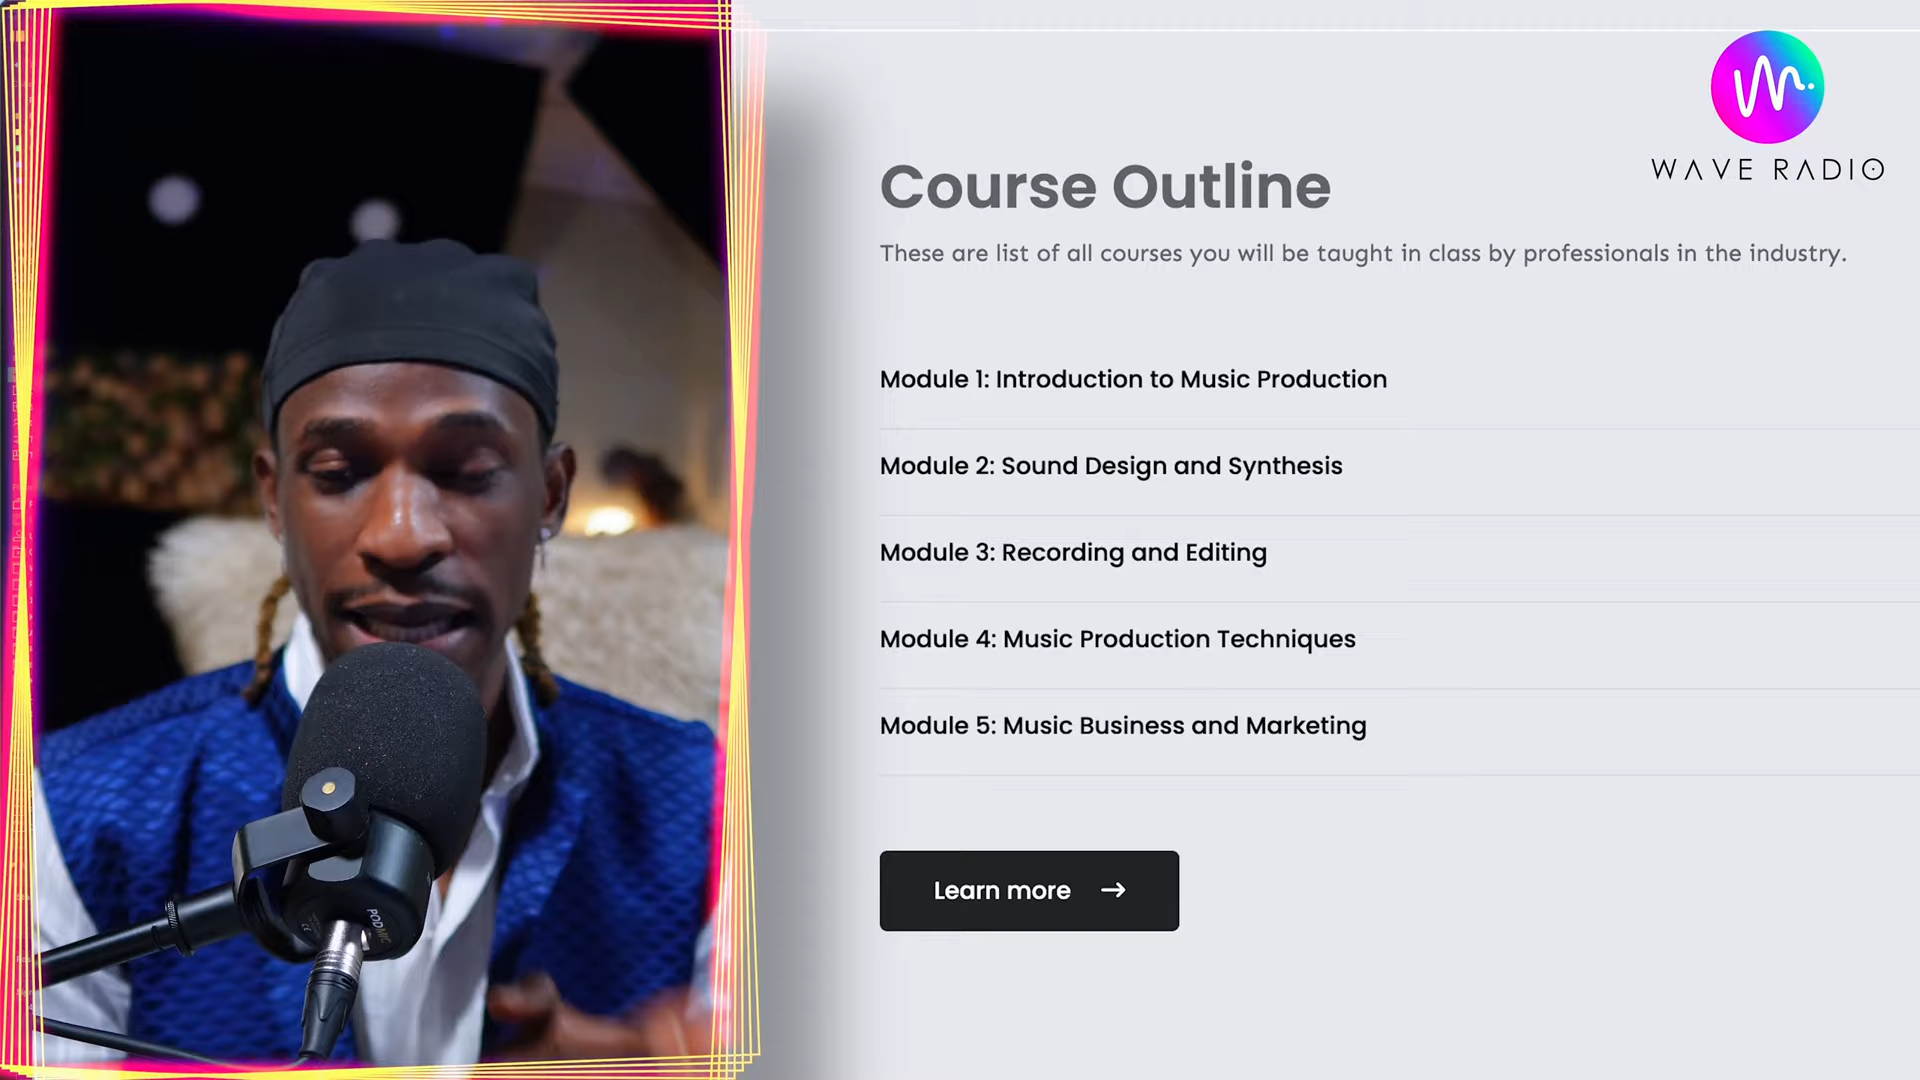 WAVE RADIO
Course Outline
These are list of all courses you will be taught in class by professionals in the industry.
Module 1: Introduction to Music Production
Module 2: Sound Design and Synthesis
Module 3: Recording and Editing
Module 4: Music Production Techniques
Module 5: Music Business and Marketing
Learn more
PODMIC